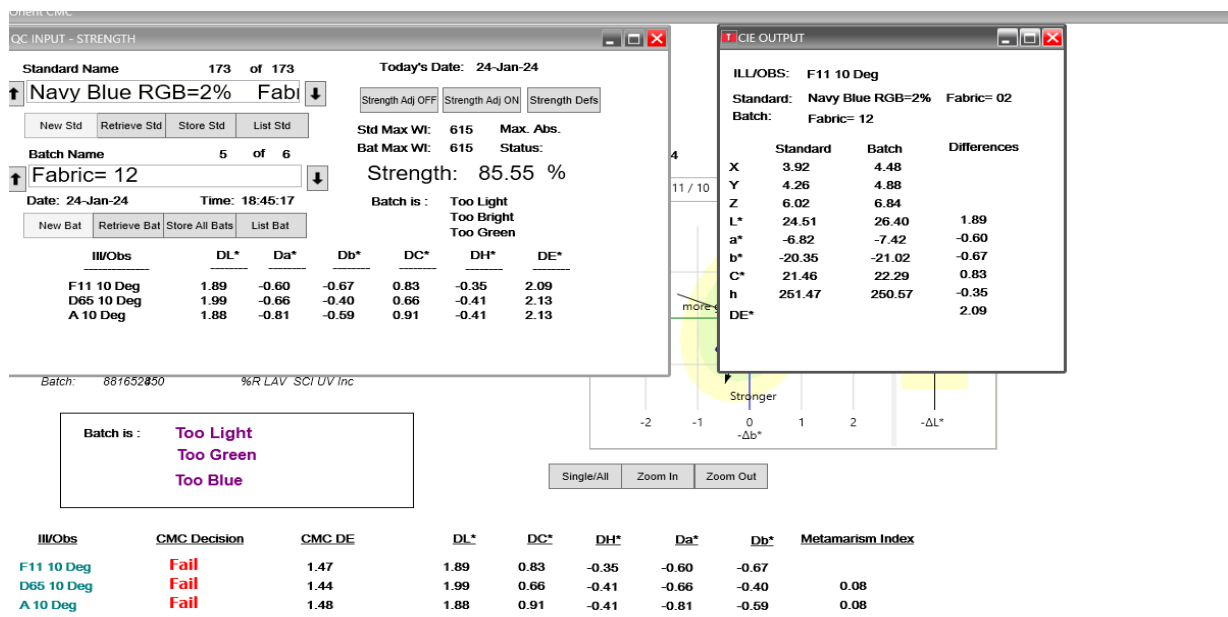 Orient CMC
QC INPUT - STRENGTH
Standard Name 173 of 173 Today's Date: 24-Jan-24
Navy Blue RGB=2% Fabri
Strength Adj OFF Strength Adj ON Strength Defs
New Std Retrieve Std Store Std List Std
Std Max WI: 615 Max. Abs.
Bat Max WI: 615 Status:
Batch Name 5 of 6
Fabric= 12
Strength: 85.55 %
Date: 24-Jan-24 Time: 18:45:17
Batch is : Too Light
Too Bright
Too Green
New Bat Retrieve Bat Store All Bats List Bat
Ill/Obs DL* Da* Db* DC* DH* DE*
F11 10 Deg 1.89 -0.60 -0.67 0.83 -0.35 2.09
D65 10 Deg 1.99 -0.66 -0.40 0.66 -0.41 2.13
A 10 Deg 1.88 -0.81 -0.59 0.91 -0.41 2.13
4
11 / 10
T CIE OUTPUT
ILL/OBS: F11 10 Deg
Standard: Navy Blue RGB=2% Fabric= 02
Batch: Fabric= 12
Standard Batch Differences
X 3.92 4.48
Y 4.26 4.88
Z 6.02 6.84
L* 24.51 26.40 1.89
a* -6.82 -7.42 -0.60
b* -20.35 -21.02 -0.67
C* 21.46 22.29 0.83
h 251.47 250.57 -0.35
DE* 2.09
more g
Batch: %R LAV SCI UV Inc
Stronger
-2 -1 0 1 2 -ΔL*
-Δb*
Batch is : Too Light
Too Green
Too Blue
Single/All Zoom In Zoom Out
Ill/Obs CMC Decision CMC DE DL* DC* DH* Da* Db* Metamarism Index
F11 10 Deg Fail 1.47 1.89 0.83 -0.35 -0.60 -0.67
D65 10 Deg Fail 1.44 1.99 0.66 -0.41 -0.66 -0.40 0.08
A 10 Deg Fail 1.48 1.88 0.91 -0.41 -0.81 -0.59 0.08